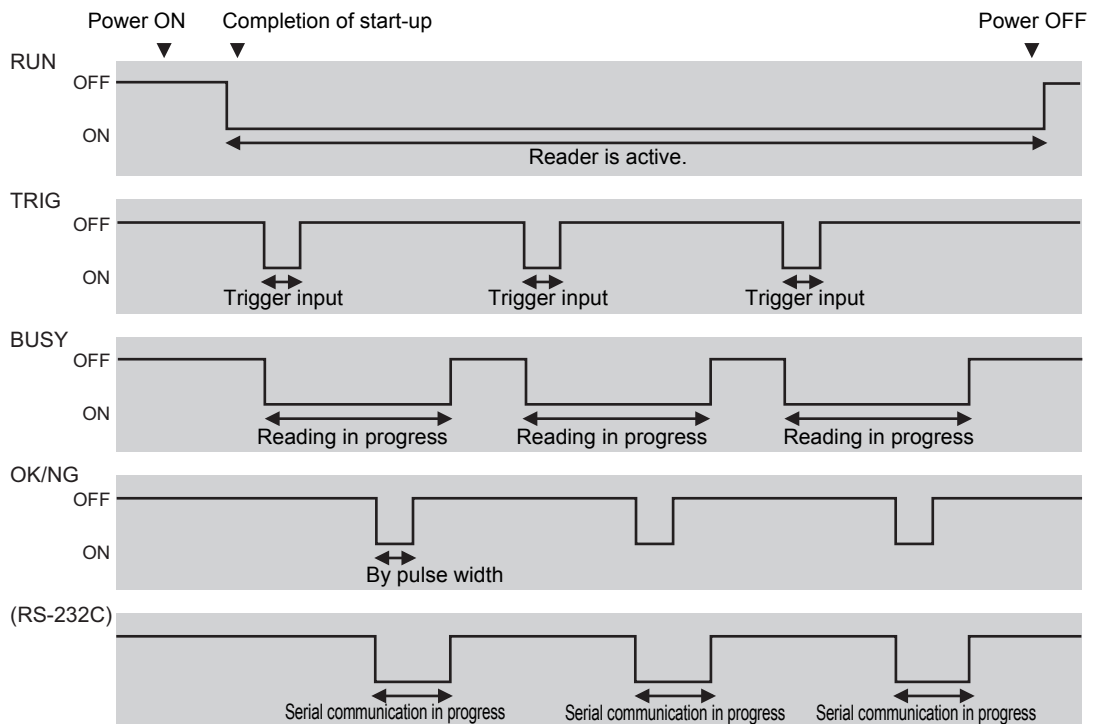 Power ON Completion of start-up Power OFF
RUN
OFF
ON
Reader is active.
TRIG
OFF
ON
Trigger input Trigger input Trigger input
BUSY
OFF
ON
Reading in progress Reading in progress Reading in progress
OK/NG
OFF
ON
By pulse width
(RS-232C)
Serial communication in progress Serial communication in progress Serial communication in progress